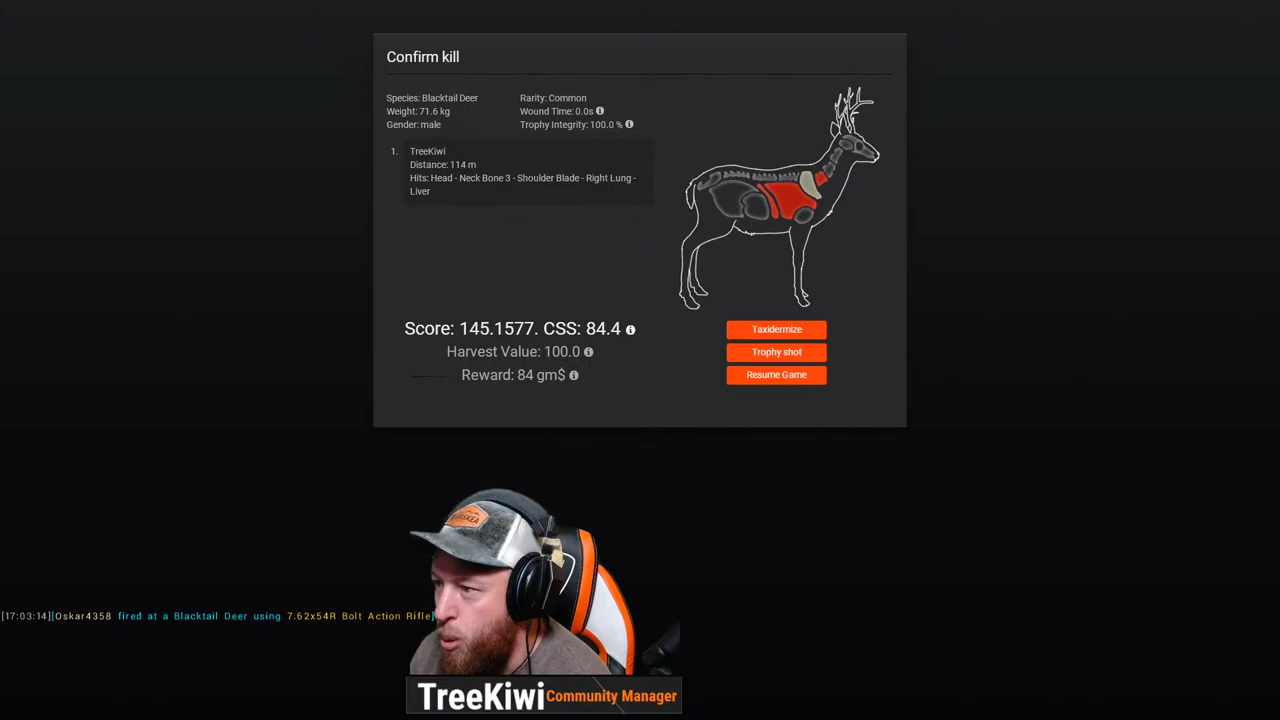 Confirm kill
Species: Blacktail Deer
Weight: 71.6 kg
Gender: male
Rarity: Common
Wound Time: 0.0s
Trophy Integrity: 100.0 %
1. TreeKiwi
Distance: 114 m
Hits: Head - Neck Bone 3 - Shoulder Blade - Right Lung -
Liver
Score: 145.1577. CSS: 84.4
Harvest Value: 100.0
Reward: 84 gm$
Taxidermize
Trophy shot
Resume Game
[17:03:14][Oskar4358 fired at a Blacktail Deer using 7.62x54R Bolt Action Rifle]
TreeKiwi Community Manager